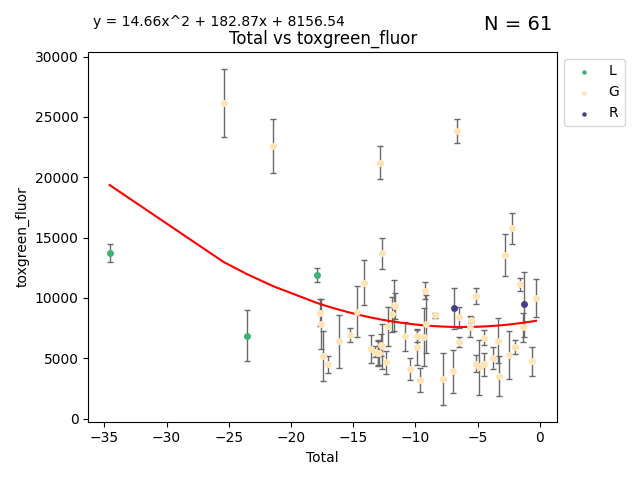 y = 14.66x^2 + 182.87x + 8156.54
N = 61
Total vs toxgreen_fluor
30000
25000
20000
15000
10000
5000
0
toxgreen_fluor
−35 −30 −25 −20 −15 −10 −5 0
Total
L
G
R